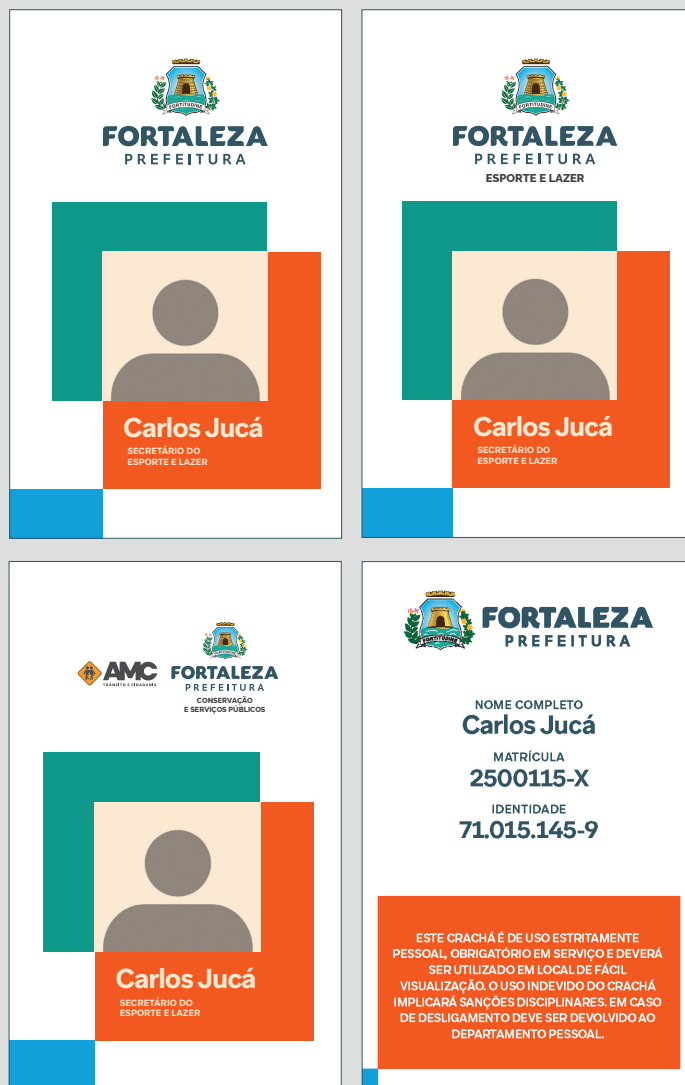 FORTITUDINE
FORTALEZA
PREFEITURA
Carlos Jucá
SECRETÁRIO DO
ESPORTE E LAZER
FORTITUDINE
FORTALEZA
PREFEITURA
ESPORTE E LAZER
Carlos Jucá
SECRETÁRIO DO
ESPORTE E LAZER
AMC
TRÂNSITO E CIDADANIA
FORTITUDINE
FORTALEZA
PREFEITURA
CONSERVAÇÃO
E SERVIÇOS PÚBLICOS
Carlos Jucá
SECRETÁRIO DO
ESPORTE E LAZER
FORTITUDINE
FORTALEZA
PREFEITURA
NOME COMPLETO
Carlos Jucá
MATRÍCULA
2500115-X
IDENTIDADE
71.015.145-9
ESTE CRACHÁ É DE USO ESTRITAMENTE
PESSOAL, OBRIGATÓRIO EM SERVIÇO E DEVERÁ
SER UTILIZADO EM LOCAL DE FÁCIL
VISUALIZAÇÃO. O USO INDEVIDO DO CRACHÁ
IMPLICARÁ SANÇÕES DISCIPLINARES. EM CASO
DE DESLIGAMENTO DEVE SER DEVOLVIDO AO
DEPARTAMENTO PESSOAL.